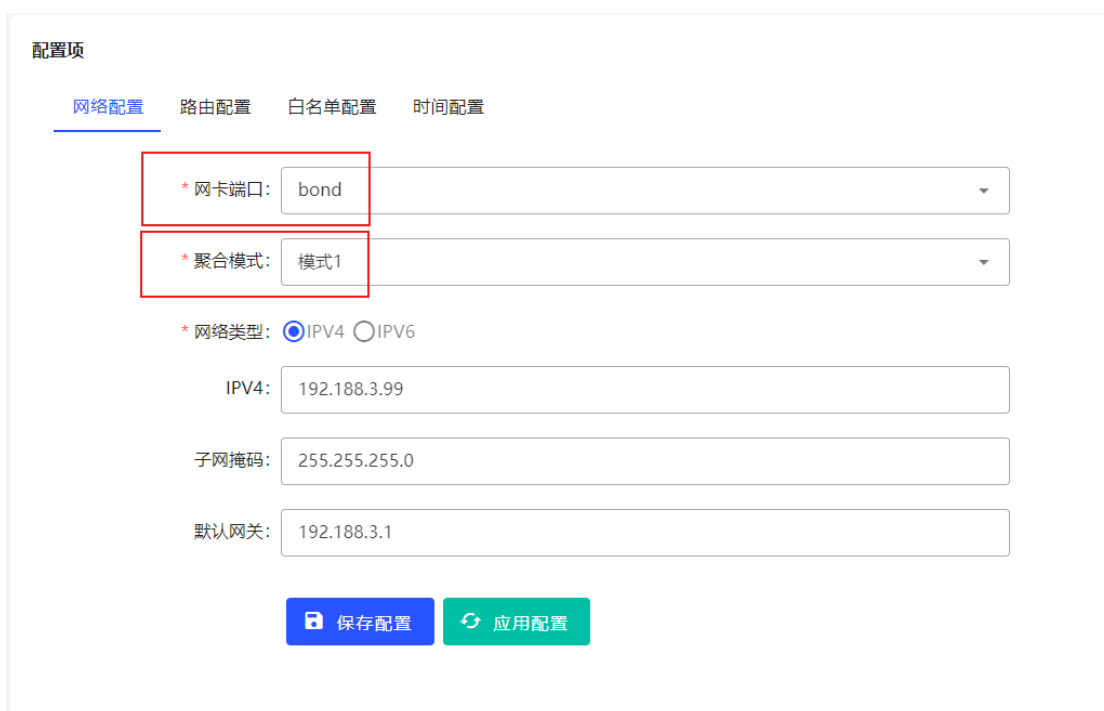 配置项
网络配置 路由配置 白名单配置 时间配置
* 网卡端口: bond
* 聚合模式: 模式1
* 网络类型: IPV4 IPV6
IPV4: 192.188.3.99
子网掩码: 255.255.255.0
默认网关: 192.188.3.1
保存配置 应用配置